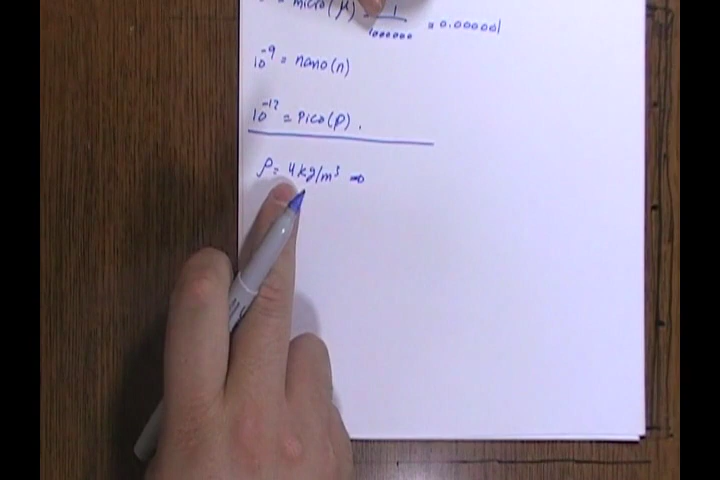 = micro(μ) = 1/1000000 = 0.000001
10⁻⁹ = nano(n)
10⁻¹² = Pico(p).
ρ = 4kg/m³ →